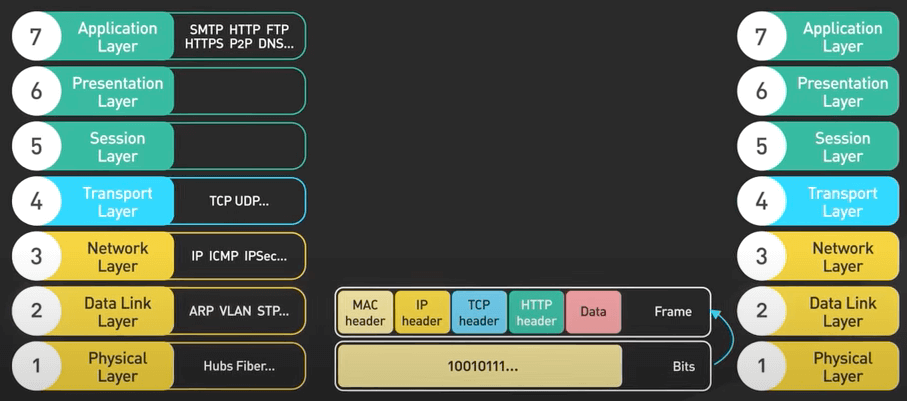 7
Application
Layer
SMTP HTTP FTP
HTTPS P2P DNS...
7
Application
Layer
6
Presentation
Layer
6
Presentation
Layer
5
Session
Layer
5
Session
Layer
4
Transport
Layer
TCP UDP...
4
Transport
Layer
3
Network
Layer
IP ICMP IPSec...
3
Network
Layer
2
Data Link
Layer
ARP VLAN STP...
MAC
header
IP
header
TCP
header
HTTP
header
Data
Frame
2
Data Link
Layer
1
Physical
Layer
Hubs Fiber...
10010111...
Bits
1
Physical
Layer